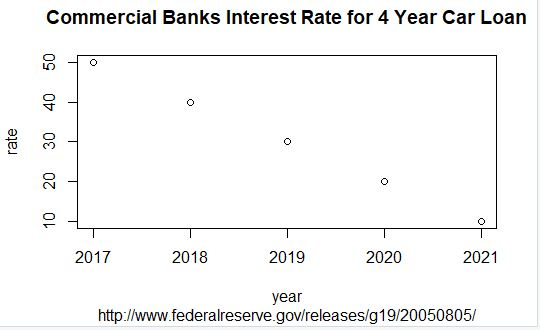 Commercial Banks Interest Rate for 4 Year Car Loan
50
40
30
20
10
rate
2017 2018 2019 2020 2021
year
http://www.federalreserve.gov/releases/g19/20050805/